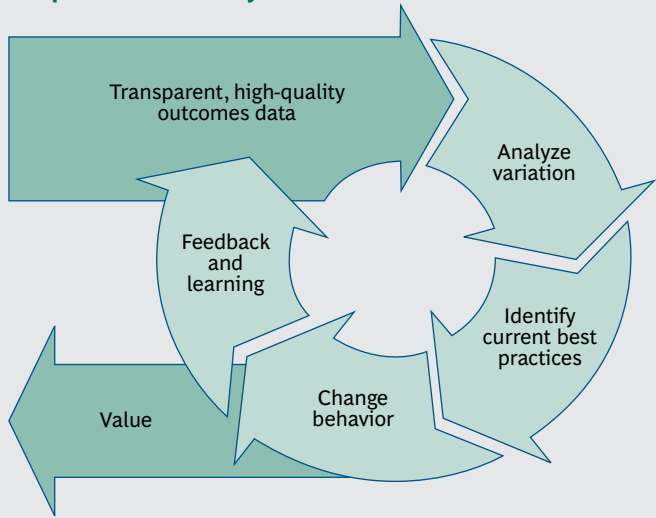 Transparent, high-quality
outcomes data
Analyze
variation
Identify
current best
practices
Change
behavior
Feedback
and
learning
Value